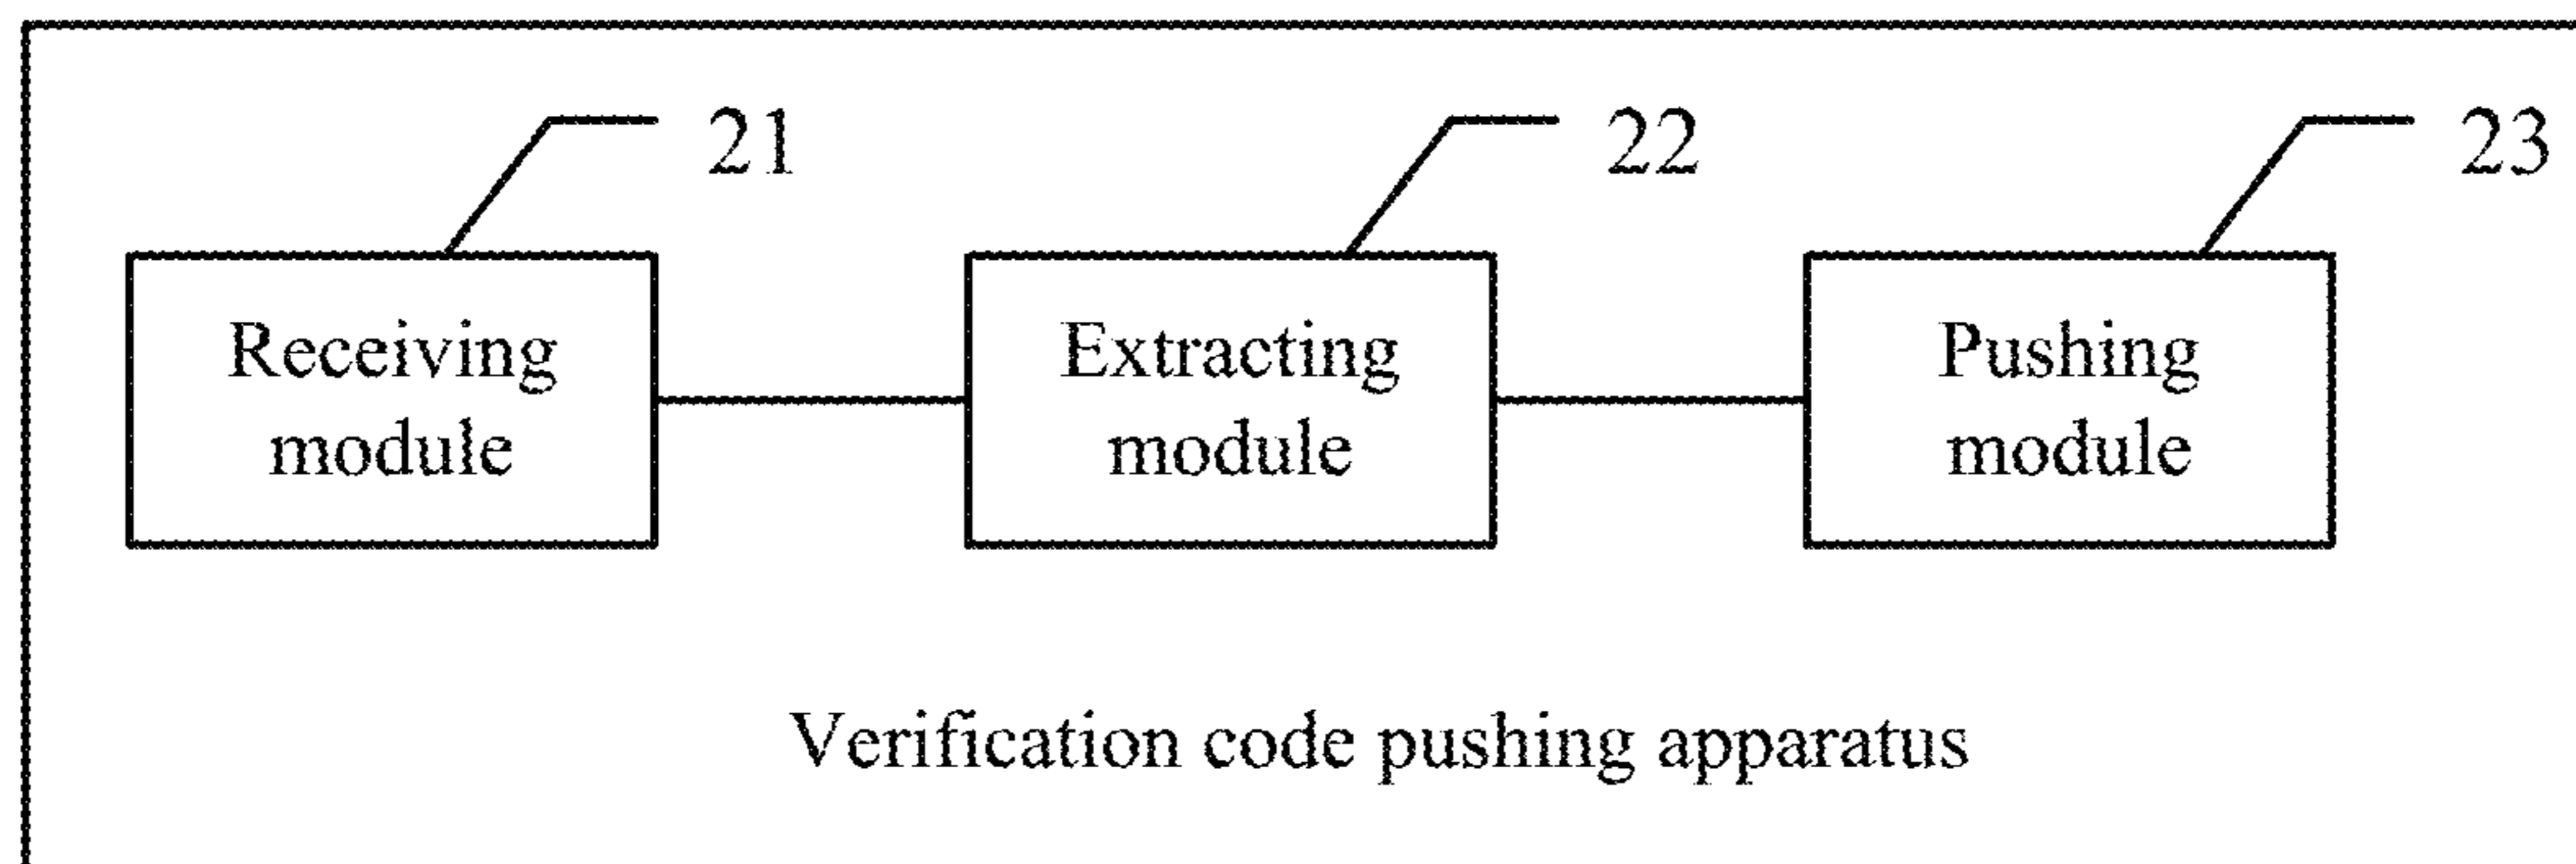 21
22
23
Receiving
module
Extracting
module
Pushing
module
Verification code pushing apparatus